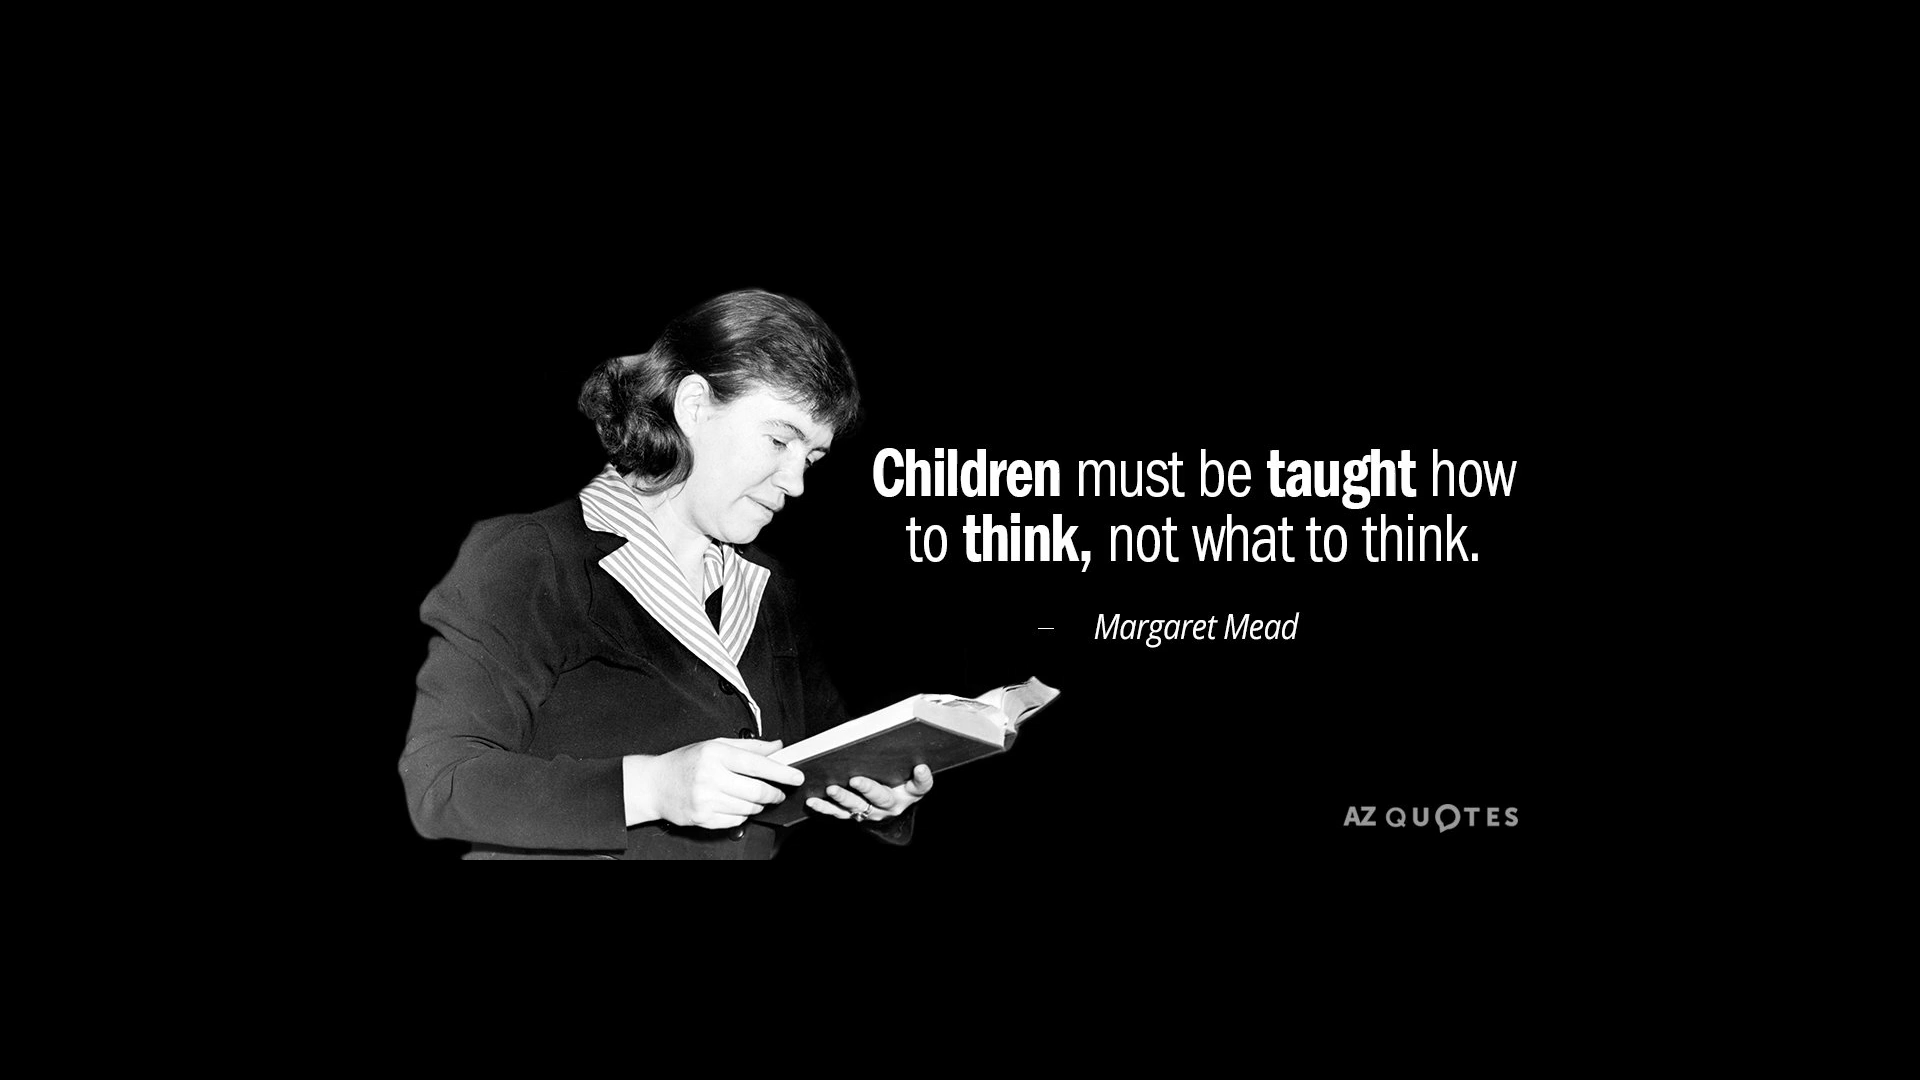 Children must be taught how
to think, not what to think.
– Margaret Mead
AZ QUOTES